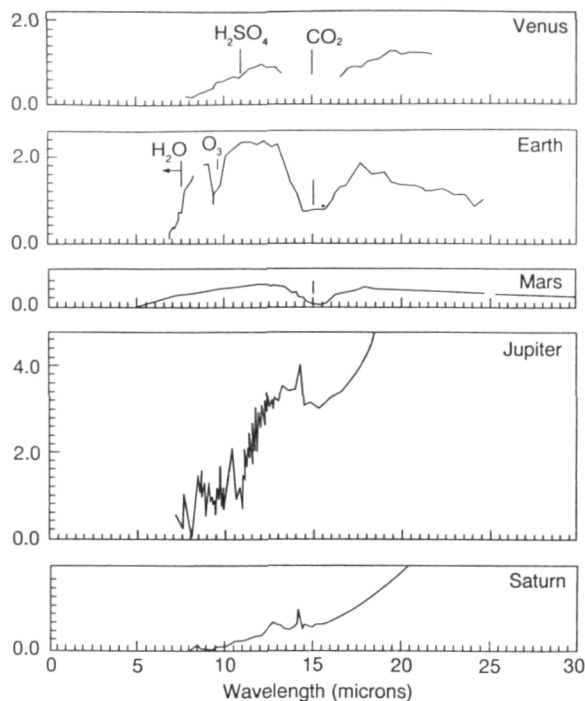 2.0
H₂SO₄ CO₂ Venus
0.0
2.0
H₂O O₃ Earth
0.0
0.0 Mars
4.0 Jupiter
2.0
0.0
Saturn
0.0
0 5 10 15 20 25 30
Wavelength (microns)